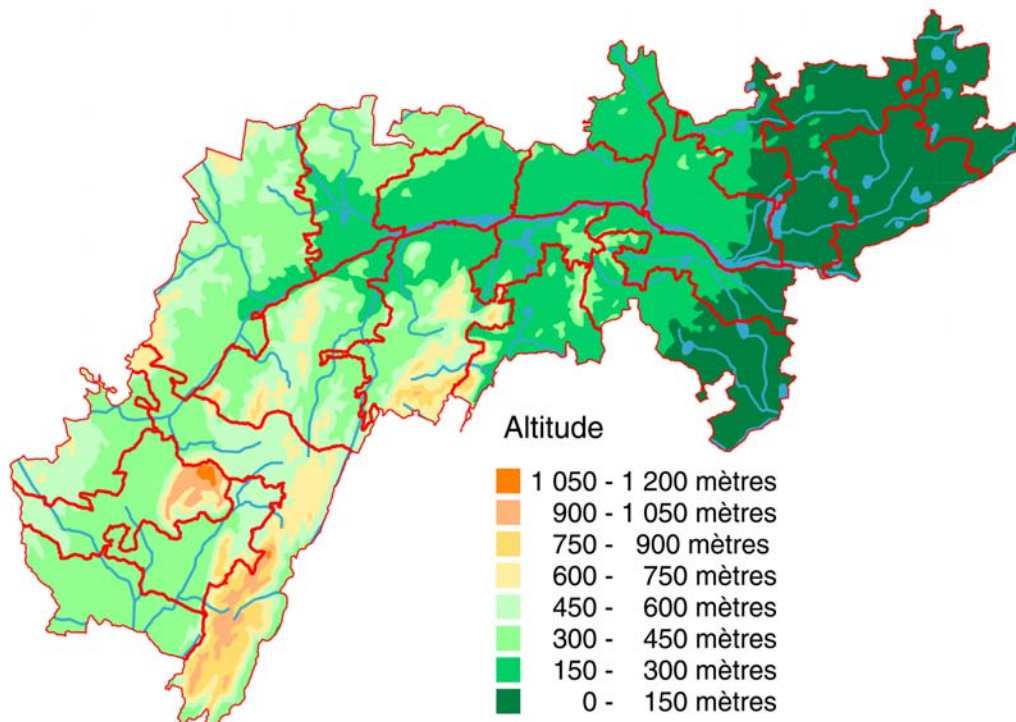 Altitude
1 050 - 1 200 mètres
900 - 1 050 mètres
750 - 900 mètres
600 - 750 mètres
450 - 600 mètres
300 - 450 mètres
150 - 300 mètres
0 - 150 mètres